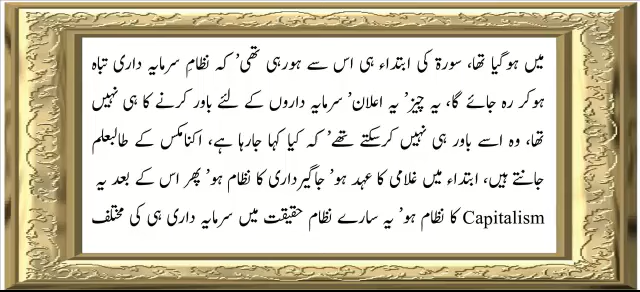 میں ہوگیا تھا، سورۃ کی ابتداء ہی اس سے ہورہی تھی’ کہ نظامِ سرمایہ داری تباہ
ہوکر رہ جائے گا، یہ چیز’ یہ اعلان’ سرمایہ داروں کے لئے باور کرنے کا ہی نہیں
تھا، وہ اسے باور ہی نہیں کرسکتے تھے’ کہ کیا کہا جارہا ہے، اکنامکس کے طالبعلم
جانتے ہیں، ابتداء میں غلامی کا عہد ہو’ جاگیرداری کا نظام ہو’ پھر اس کے بعد یہ
Capitalism کا نظام ہو’ یہ سارے نظام حقیقت میں سرمایہ داری ہی کی مختلف